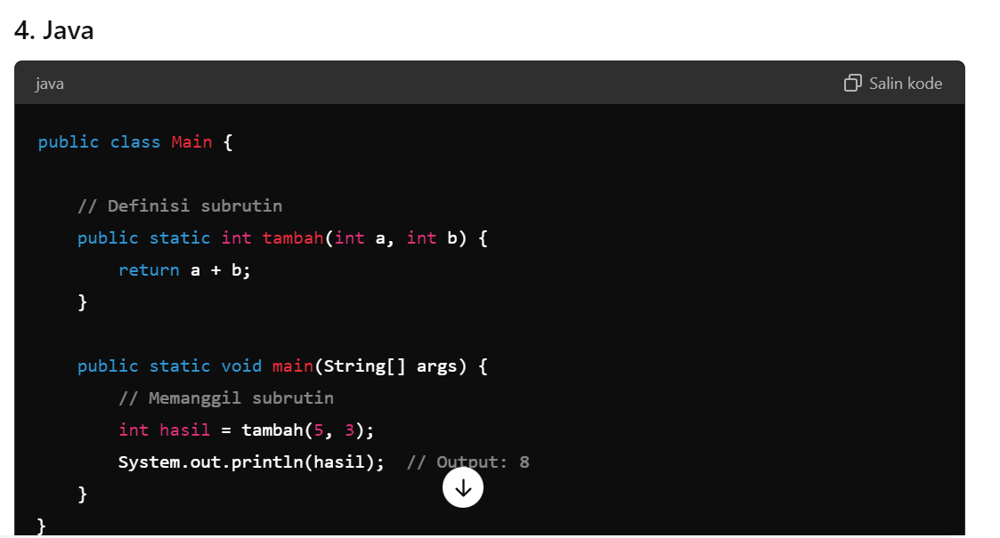 4. Java
java
Salin kode
public class Main {
// Definisi subrutin
public static int tambah(int a, int b) {
return a + b;
}
public static void main(String[] args) {
// Memanggil subrutin
int hasil = tambah(5, 3);
System.out.println(hasil);  // Output: 8
}
}